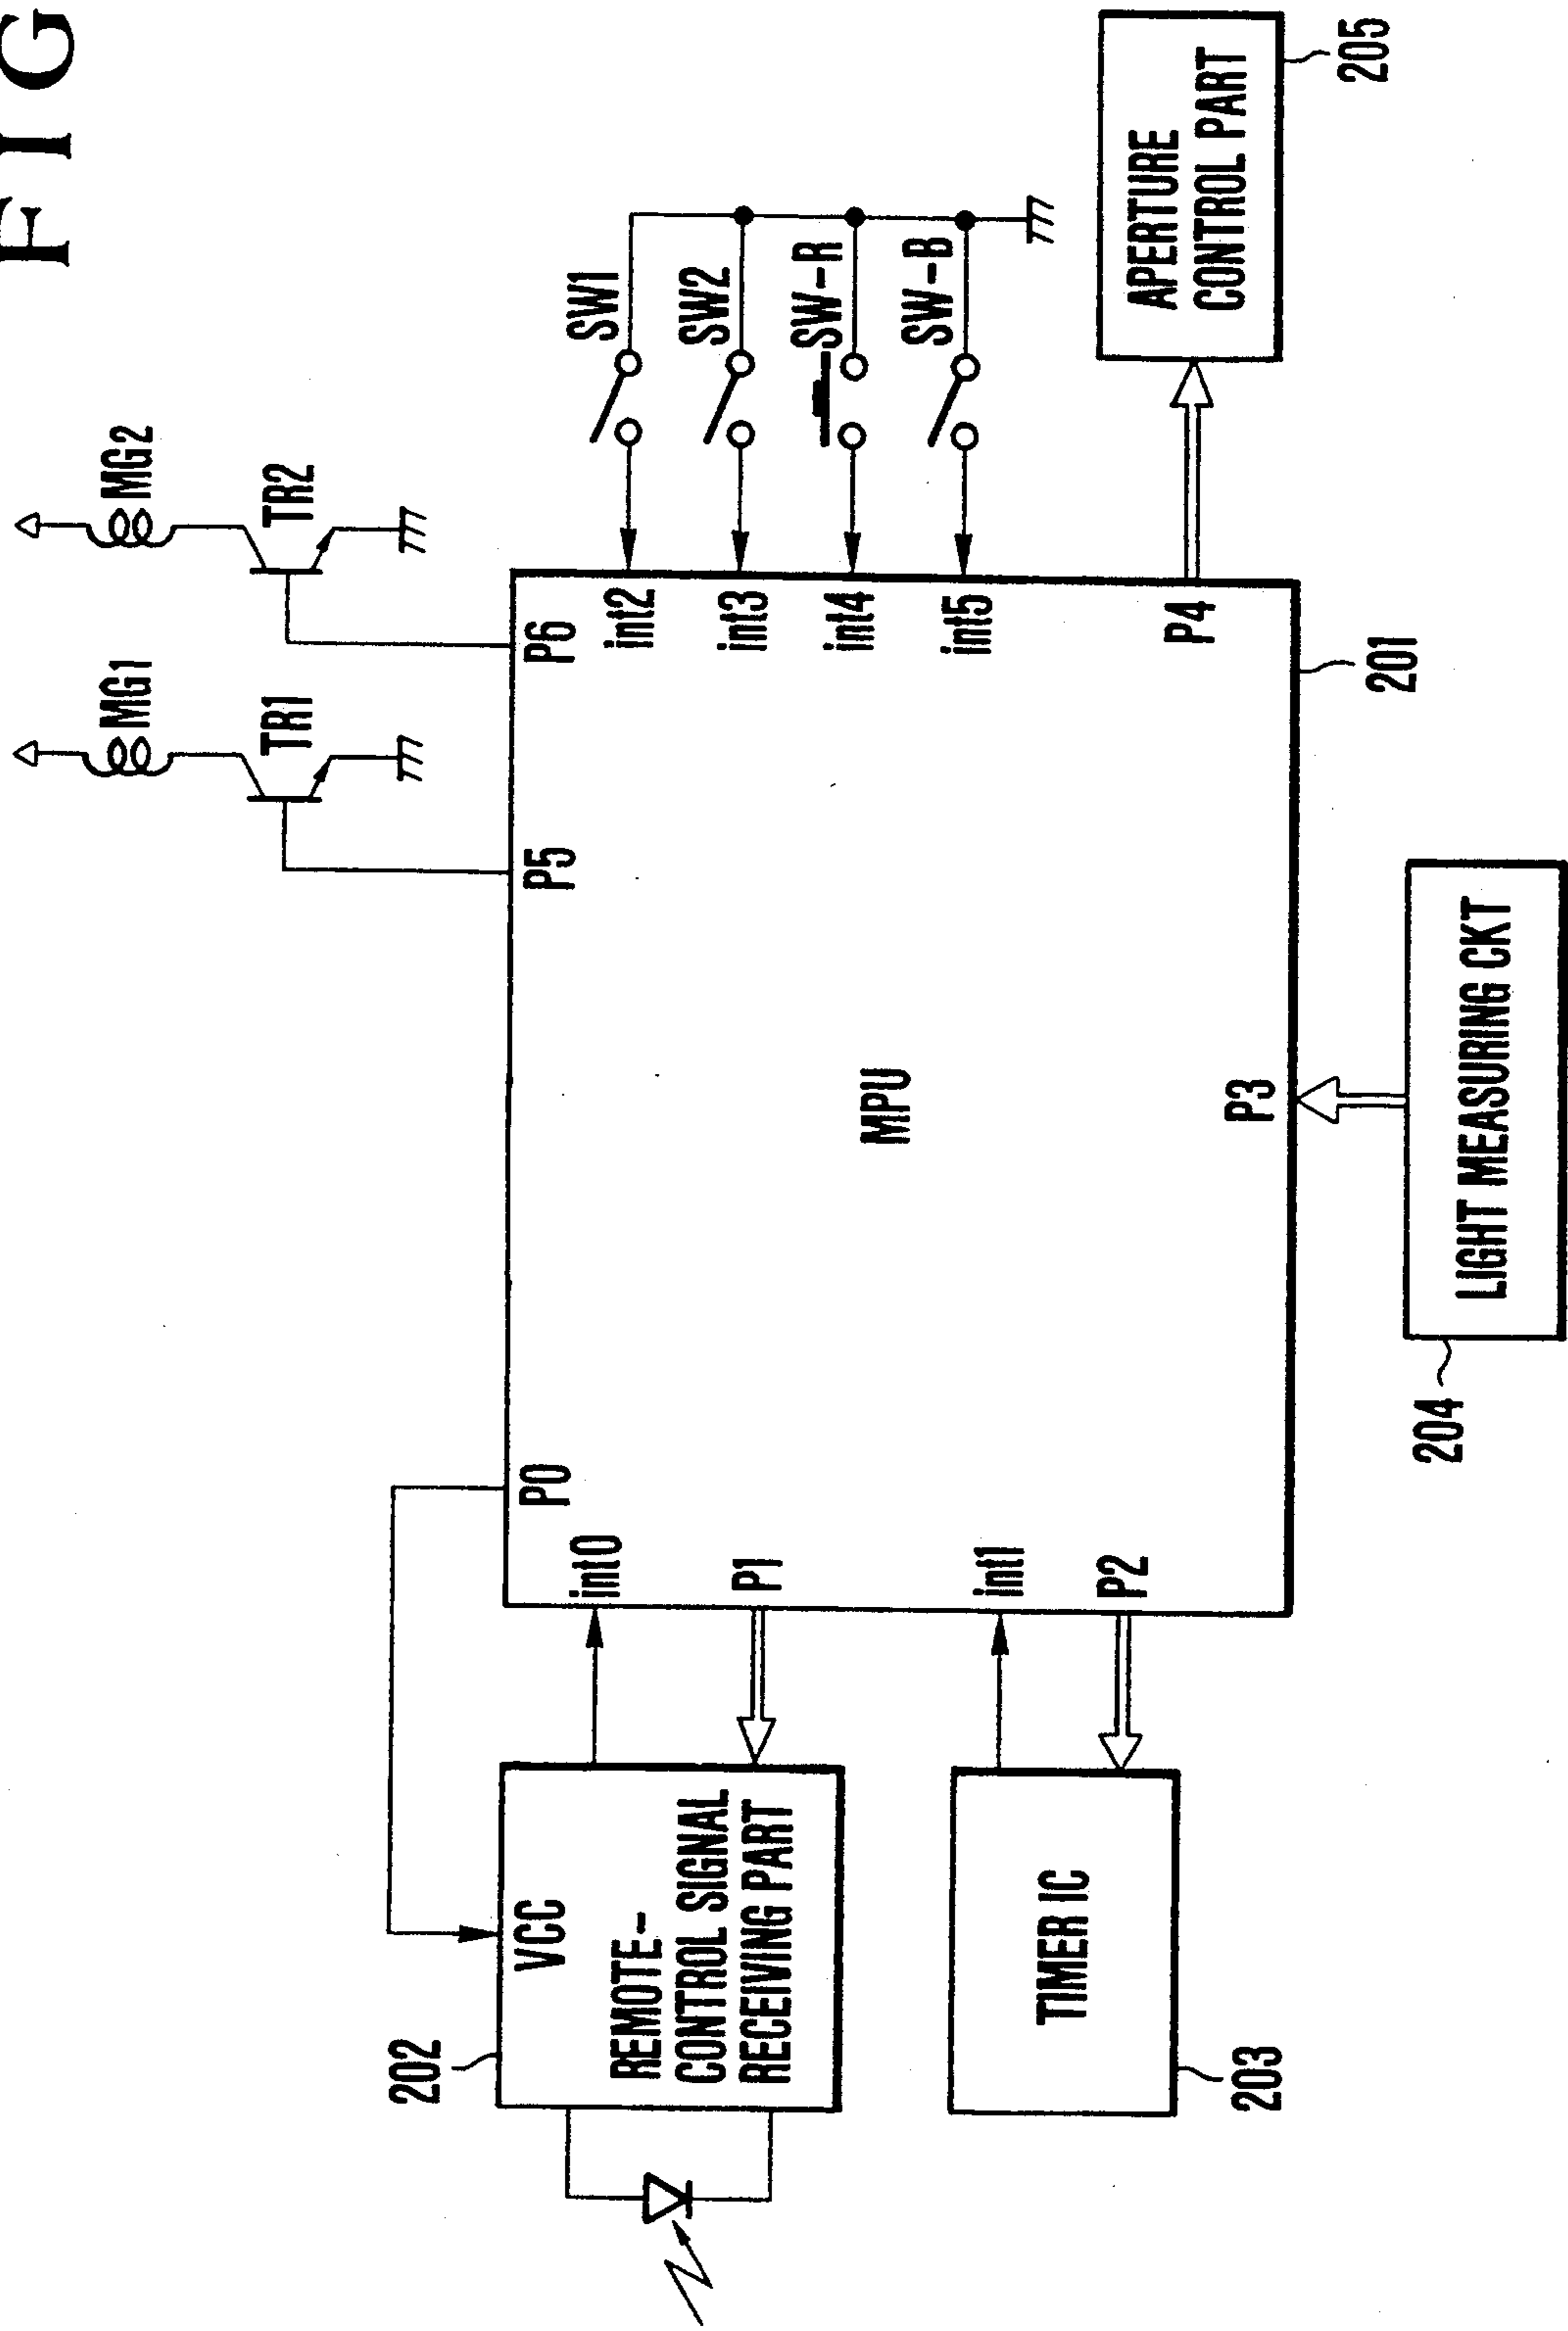 FIG
MG1
MG2
TR1
TR2
202
VCC
REMOTE-
CONTROL SIGNAL
RECEIVING PART
P0
P5
P6
int0
P1
int1
P2
MPU
int2
int3
int4
int5
P4
P3
SW1
SW2
SW-R
SW-B
TIMER IC
203
201
APERTURE
CONTROL PART
205
204
LIGHT MEASURING CKT